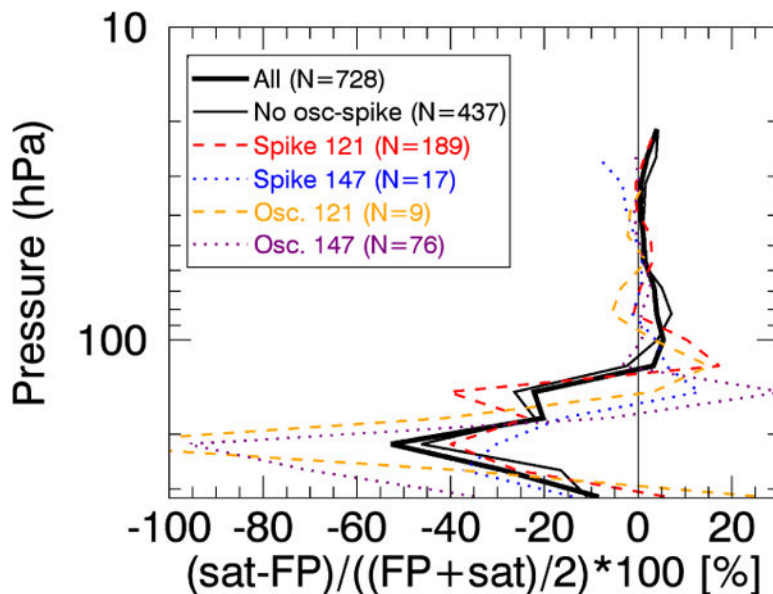 10
All (N=728)
No osc-spike (N=437)
Spike 121 (N=189)
Spike 147 (N=17)
Osc. 121 (N=9)
Osc. 147 (N=76)
Pressure (hPa)
100
-100 -80 -60 -40 -20 0 20
(sat-FP)/((FP+sat)/2)*100 [%]